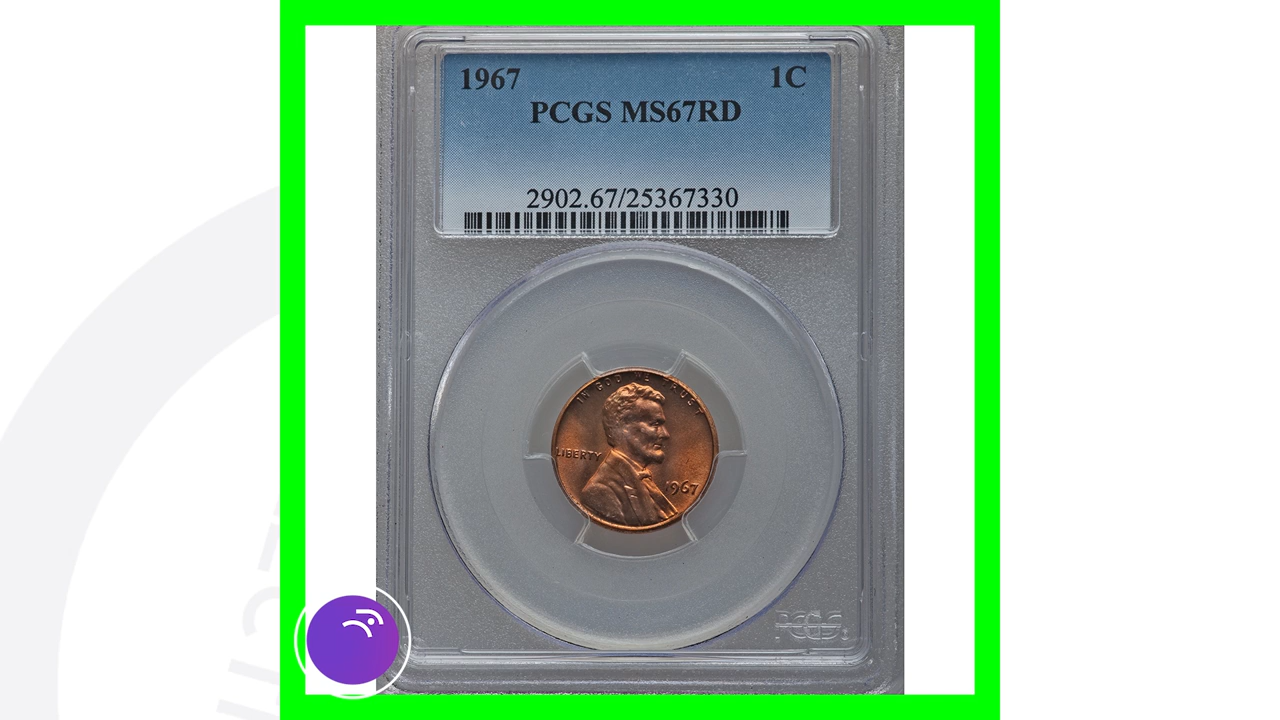 1967 1C
PCGS MS67RD
2902.67/25367330
IN GOD WE TRUST
LIBERTY
1967
PCGS